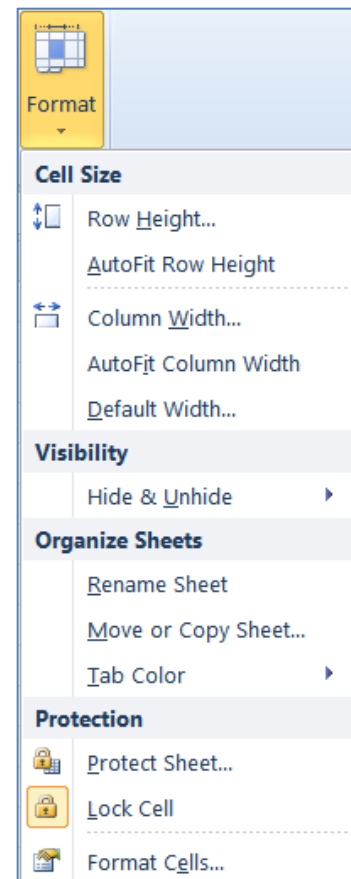 Format
Cell Size
Row Height...
AutoFit Row Height
Column Width...
AutoFit Column Width
Default Width...
Visibility
Hide & Unhide
Organize Sheets
Rename Sheet
Move or Copy Sheet...
Tab Color
Protection
Protect Sheet...
Lock Cell
Format Cells...